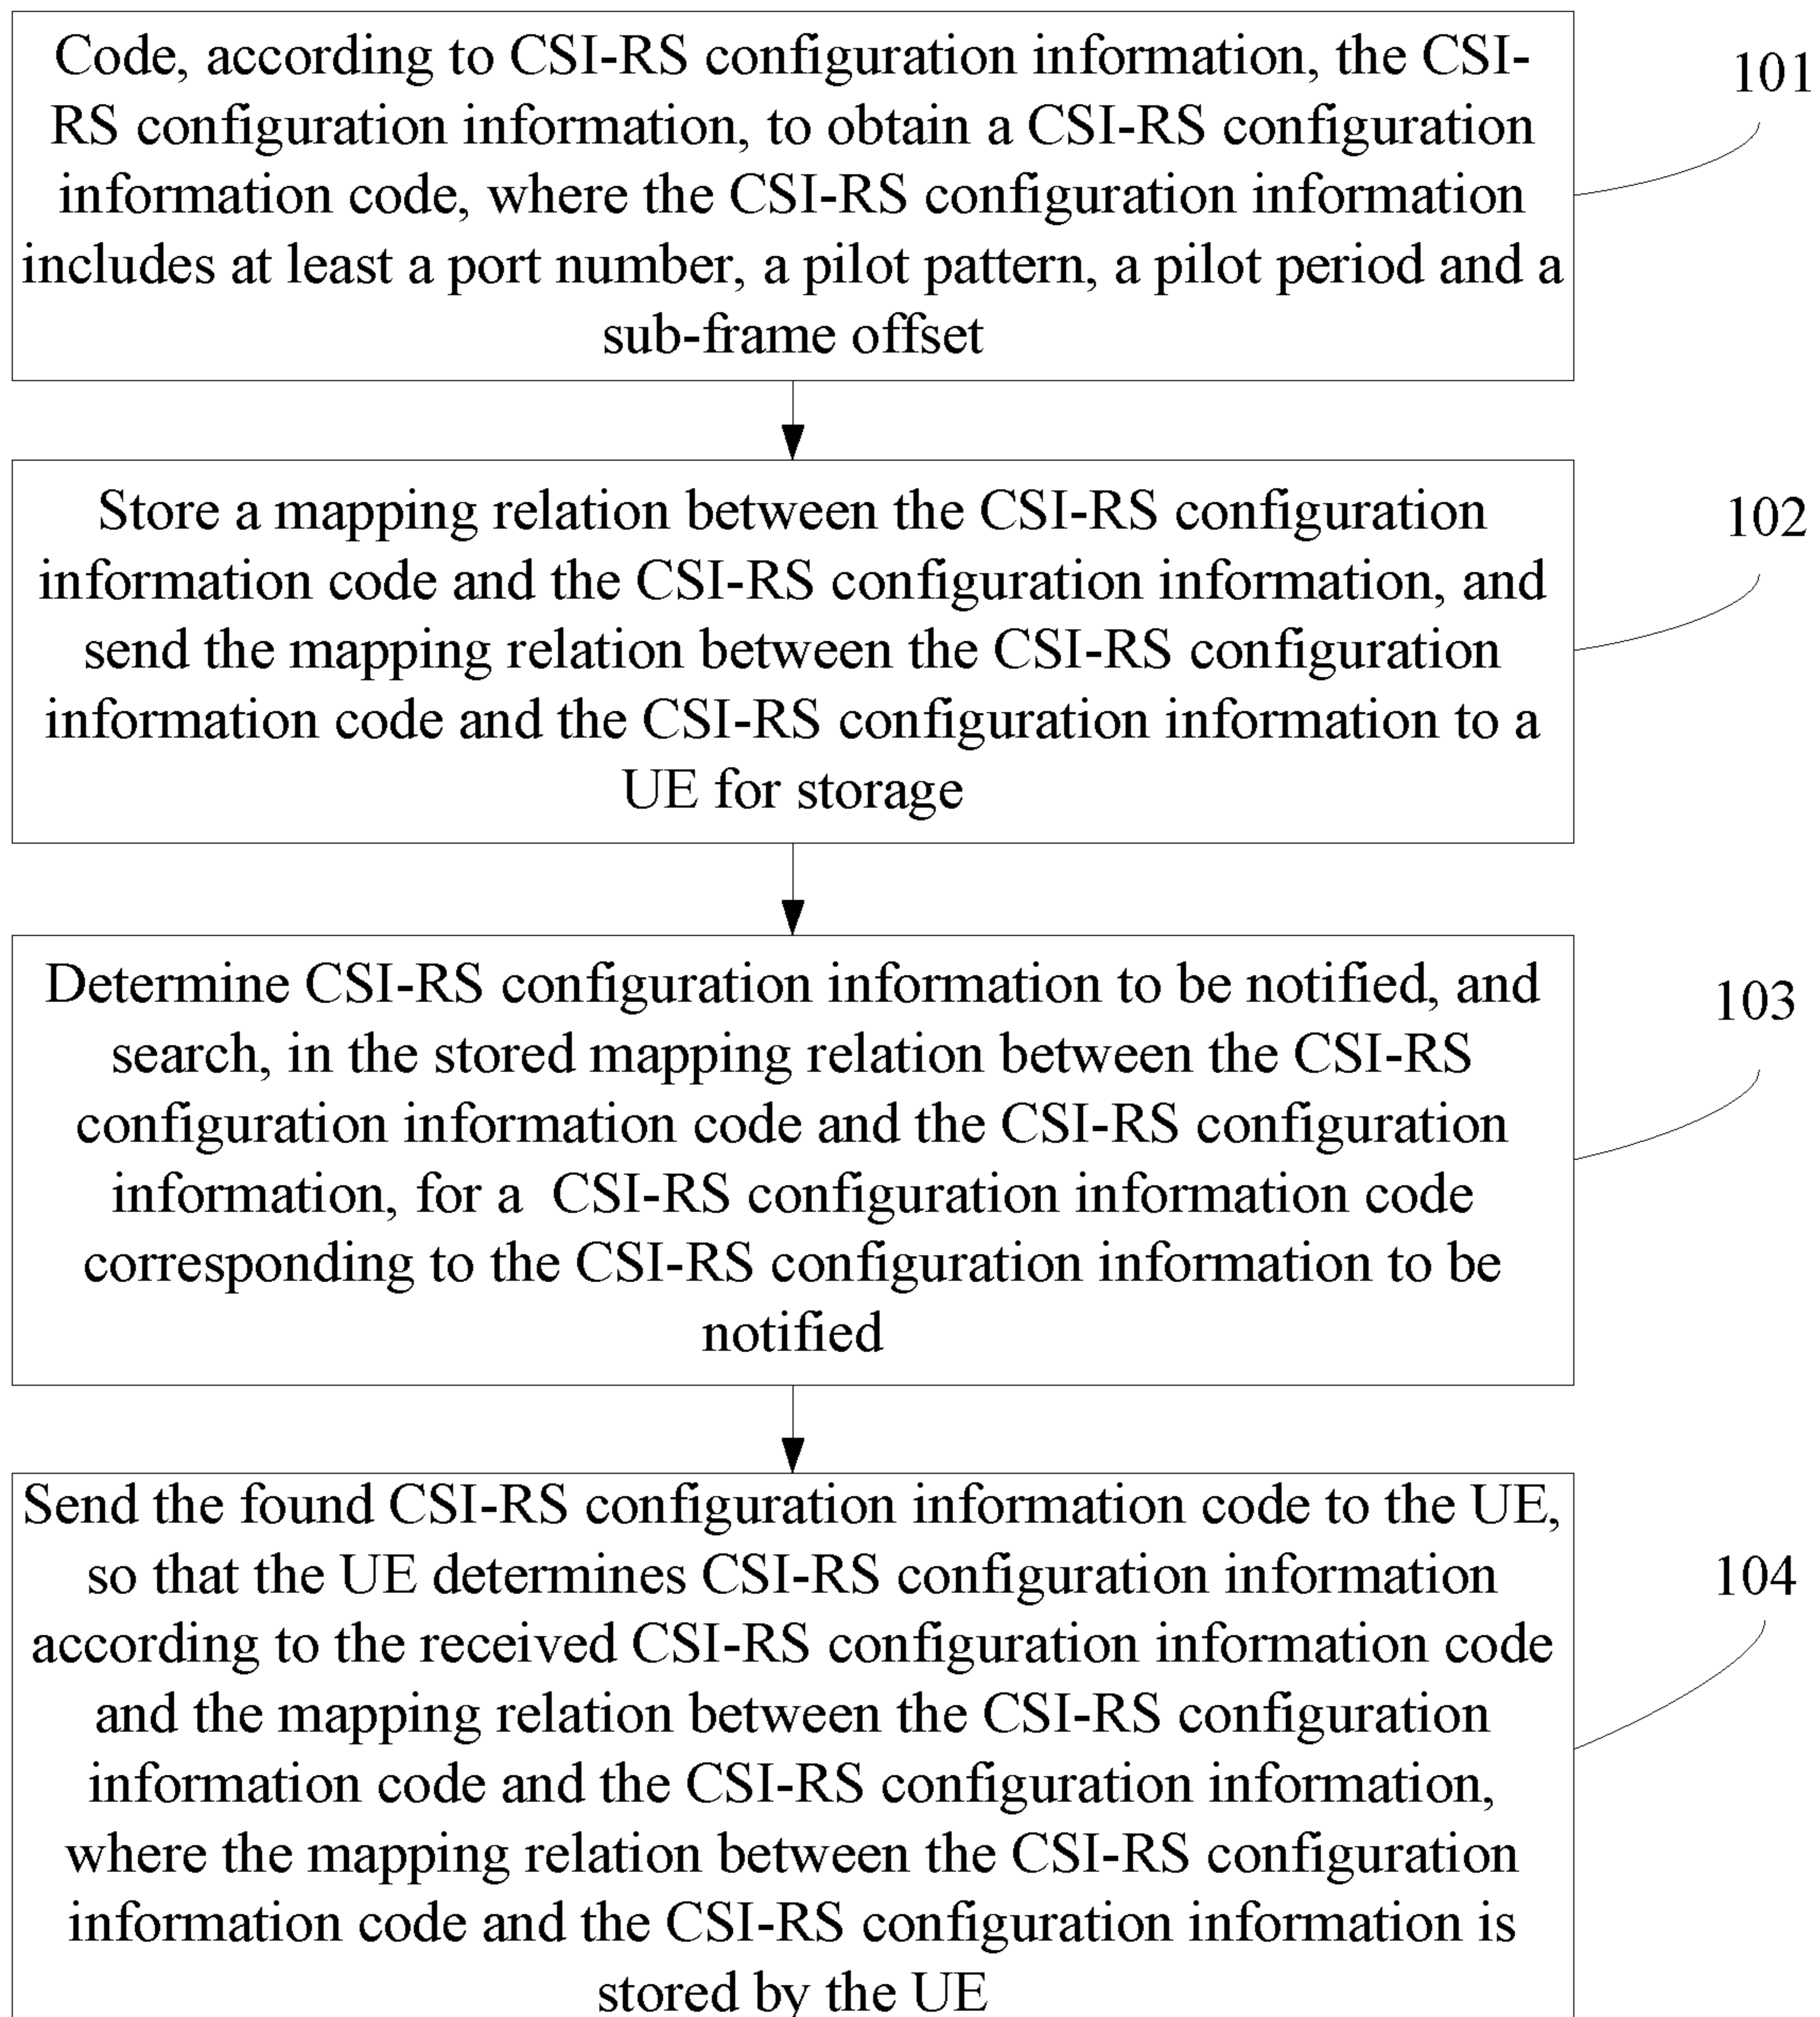 Code, according to CSI-RS configuration information, the CSI-
RS configuration information, to obtain a CSI-RS configuration
information code, where the CSI-RS configuration information
includes at least a port number, a pilot pattern, a pilot period and a
sub-frame offset
101
Store a mapping relation between the CSI-RS configuration
information code and the CSI-RS configuration information, and
send the mapping relation between the CSI-RS configuration
information code and the CSI-RS configuration information to a
UE for storage
102
Determine CSI-RS configuration information to be notified, and
search, in the stored mapping relation between the CSI-RS
configuration information code and the CSI-RS configuration
information, for a  CSI-RS configuration information code
corresponding to the CSI-RS configuration information to be
notified
103
Send the found CSI-RS configuration information code to the UE,
so that the UE determines CSI-RS configuration information
according to the received CSI-RS configuration information code
and the mapping relation between the CSI-RS configuration
information code and the CSI-RS configuration information,
where the mapping relation between the CSI-RS configuration
information code and the CSI-RS configuration information is
stored by the UE
104